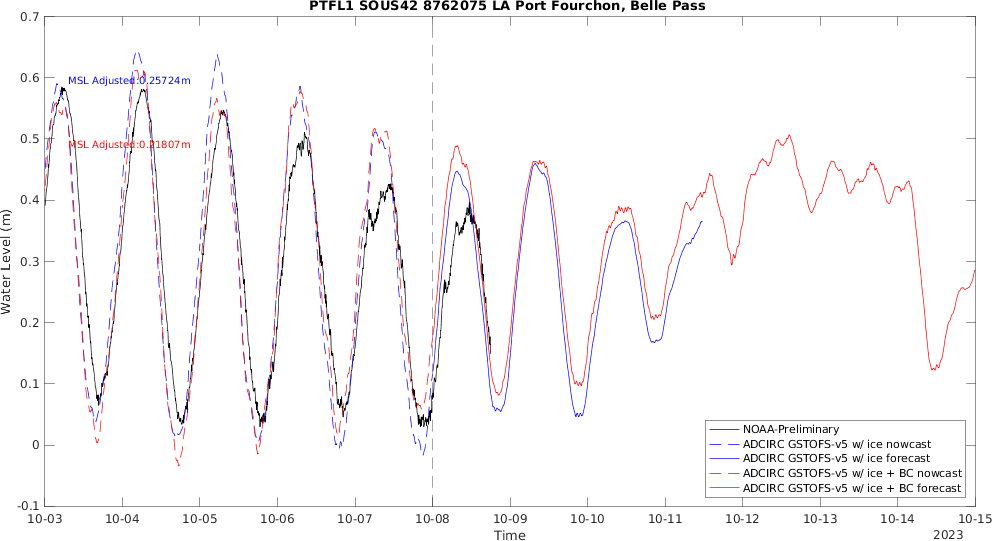 PTFL1 SOUS42 8762075 LA Port Fourchon, Belle Pass
0.7
0.6
0.5
0.4
0.3
0.2
0.1
0
-0.1
Water Level (m)
MSL Adjusted:0.25724m
MSL Adjusted:0.21807m
NOAA-Preliminary
ADCIRC GSTOFS-v5 w/ ice nowcast
ADCIRC GSTOFS-v5 w/ ice forecast
ADCIRC GSTOFS-v5 w/ ice + BC nowcast
ADCIRC GSTOFS-v5 w/ ice + BC forecast
10-03 10-04 10-05 10-06 10-07 10-08 10-09 10-10 10-11 10-12 10-13 10-14 10-15
Time
2023